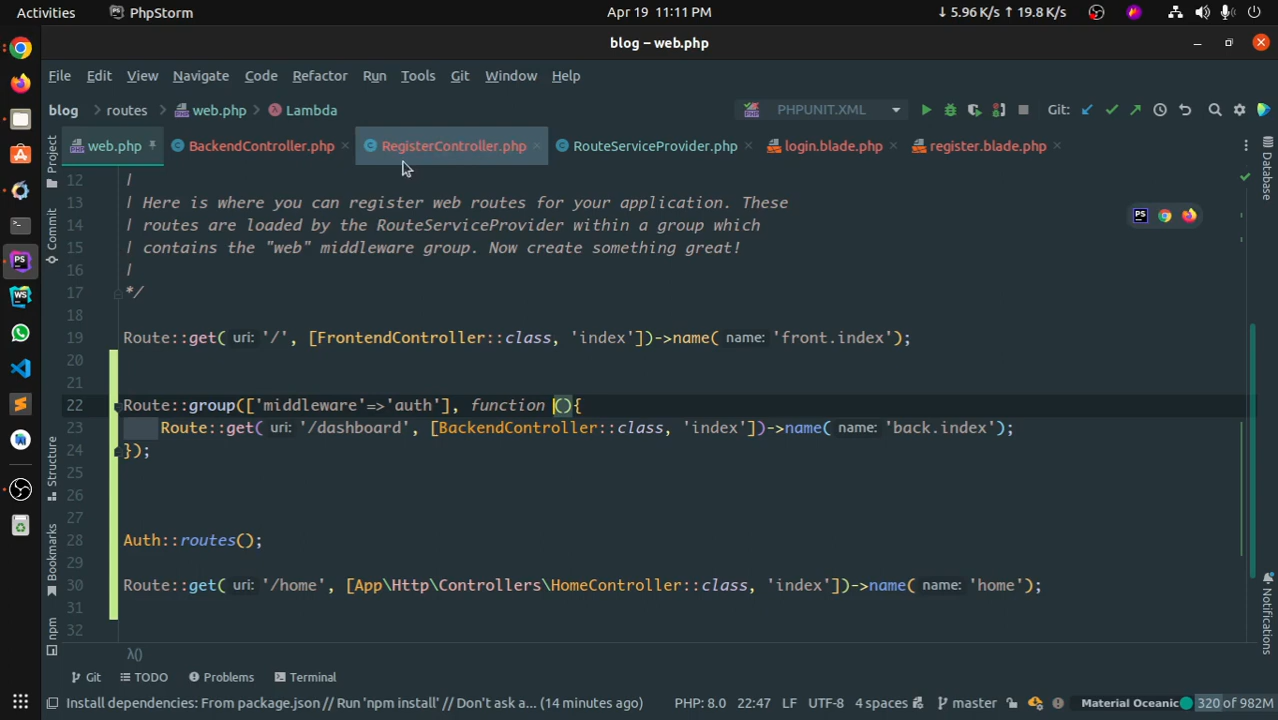 Activities PhpStorm Apr 19 11:11 PM ↓ 5.96 K/s ↑ 19.8 K/s
blog – web.php
File Edit View Navigate Code Refactor Run Tools Git Window Help
blog routes web.php Lambda PHPUNIT.XML Git:
web.php BackendController.php RegisterController.php RouteServiceProvider.php login.blade.php register.blade.php
Project
Commit
Structure
Bookmarks
npm
Database
Notifications
12 |
13 | Here is where you can register web routes for your application. These
14 | routes are loaded by the RouteServiceProvider within a group which
15 | contains the "web" middleware group. Now create something great!
16 |
17 */
18
19 Route::get( uri: '/', [FrontendController::class, 'index'])->name( name: 'front.index');
20
21
22 Route::group(['middleware'=>'auth'], function (){
23 Route::get( uri: '/dashboard', [BackendController::class, 'index'])->name( name: 'back.index');
24 });
25
26
27
28 Auth::routes();
29
30 Route::get( uri: '/home', [App\Http\Controllers\HomeController::class, 'index'])->name( name: 'home');
31
32
λ()
Git TODO Problems Terminal
Install dependencies: From package.json // Run 'npm install' // Don't ask a... (14 minutes ago) PHP: 8.0 22:47 LF UTF-8 4 spaces master Material Oceanic 320 of 982M